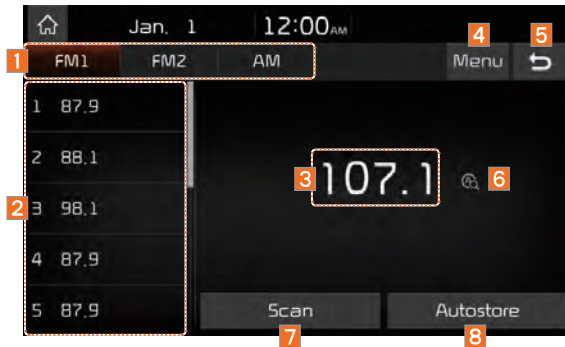 Jan. 1 12:00AM
4 5
1 FM1 FM2 AM Menu
1 87.9
2 88.1
3 107.1 6
2 3 98.1
4 87.9
5 87.9 Scan Autostore
7 8